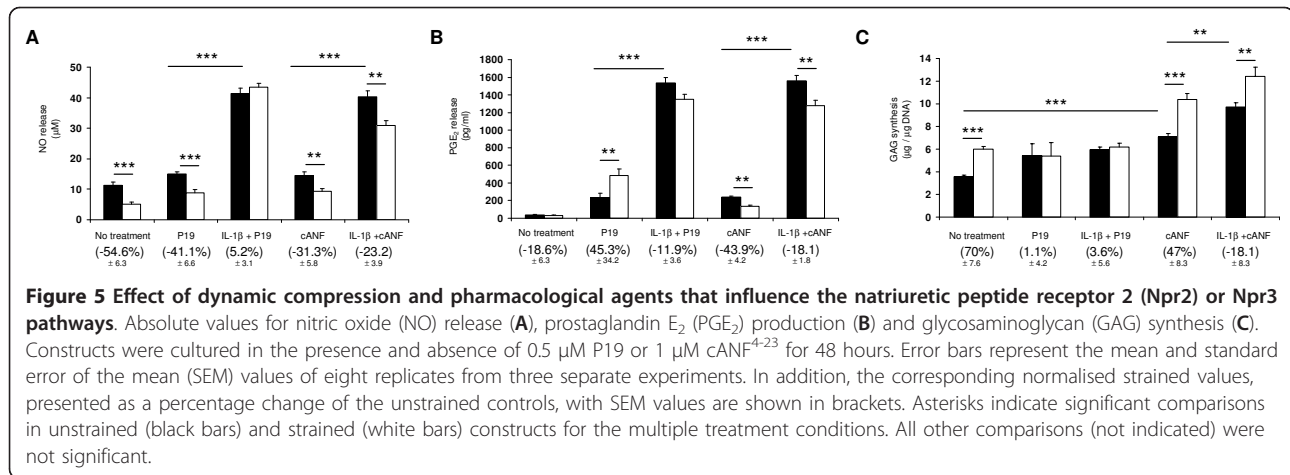 A
***
***
**
50
40
30
20
10
0
NO release
(µM)
***
***
**
No treatment P19 IL-1β + P19 cANF IL-1β +cANF
(-54.6%) (-41.1%) (5.2%) (-31.3%) (-23.2)
± 6.3 ± 6.6 ± 3.1 ± 5.8 ± 3.9
B
***
***
**
1800
1600
1400
1200
1000
800
600
400
200
0
PGE2 release
(pg/ml)
**
**
No treatment P19 IL-1β + P19 cANF IL-1β +cANF
(-18.6%) (45.3%) (-11.9%) (-43.9%) (-18.1)
± 6.3 ± 34.2 ± 3.6 ± 4.2 ± 1.8
C
**
**
***
***
***
14
12
10
8
6
4
2
0
GAG synthesis
(µg / µg DNA)
No treatment P19 IL-1β + P19 cANF IL-1β +cANF
(70%) (1.1%) (3.6%) (47%) (-18.1)
± 7.6 ± 4.2 ± 5.6 ± 8.3 ± 8.3
Figure 5 Effect of dynamic compression and pharmacological agents that influence the natriuretic peptide receptor 2 (Npr2) or Npr3
pathways. Absolute values for nitric oxide (NO) release (A), prostaglandin E2 (PGE2) production (B) and glycosaminoglycan (GAG) synthesis (C).
Constructs were cultured in the presence and absence of 0.5 μM P19 or 1 μM cANF4-23 for 48 hours. Error bars represent the mean and standard
error of the mean (SEM) values of eight replicates from three separate experiments. In addition, the corresponding normalised strained values,
presented as a percentage change of the unstrained controls, with SEM values are shown in brackets. Asterisks indicate significant comparisons
in unstrained (black bars) and strained (white bars) constructs for the multiple treatment conditions. All other comparisons (not indicated) were
not significant.